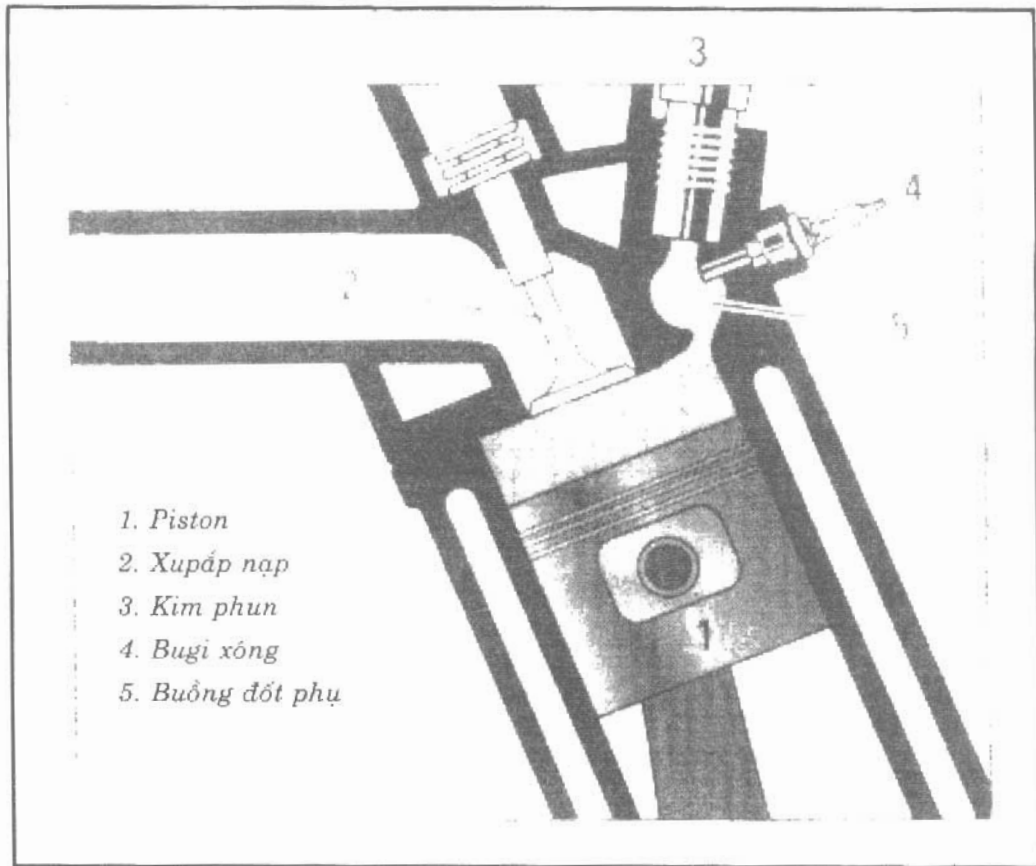 3
4
2
5
1. Piston
2. Xupắp nạp
3. Kim phun
4. Bugi xông
5. Buồng đốt phụ
1